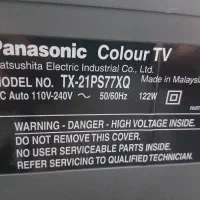 Panasonic Colour TV
Matsushita Electric Industrial Co., Ltd.
MODEL NO. TX-21PS77XQ
Made in Malaysia
AC Auto 110V-240V ~ 50/60Hz 122W
WARNING - DANGER - HIGH VOLTAGE INSIDE.
DO NOT REMOVE THIS COVER.
NO USER-SERVICEABLE PARTS INSIDE.
REFER SERVICING TO QUALIFIED TECHNICIAN.